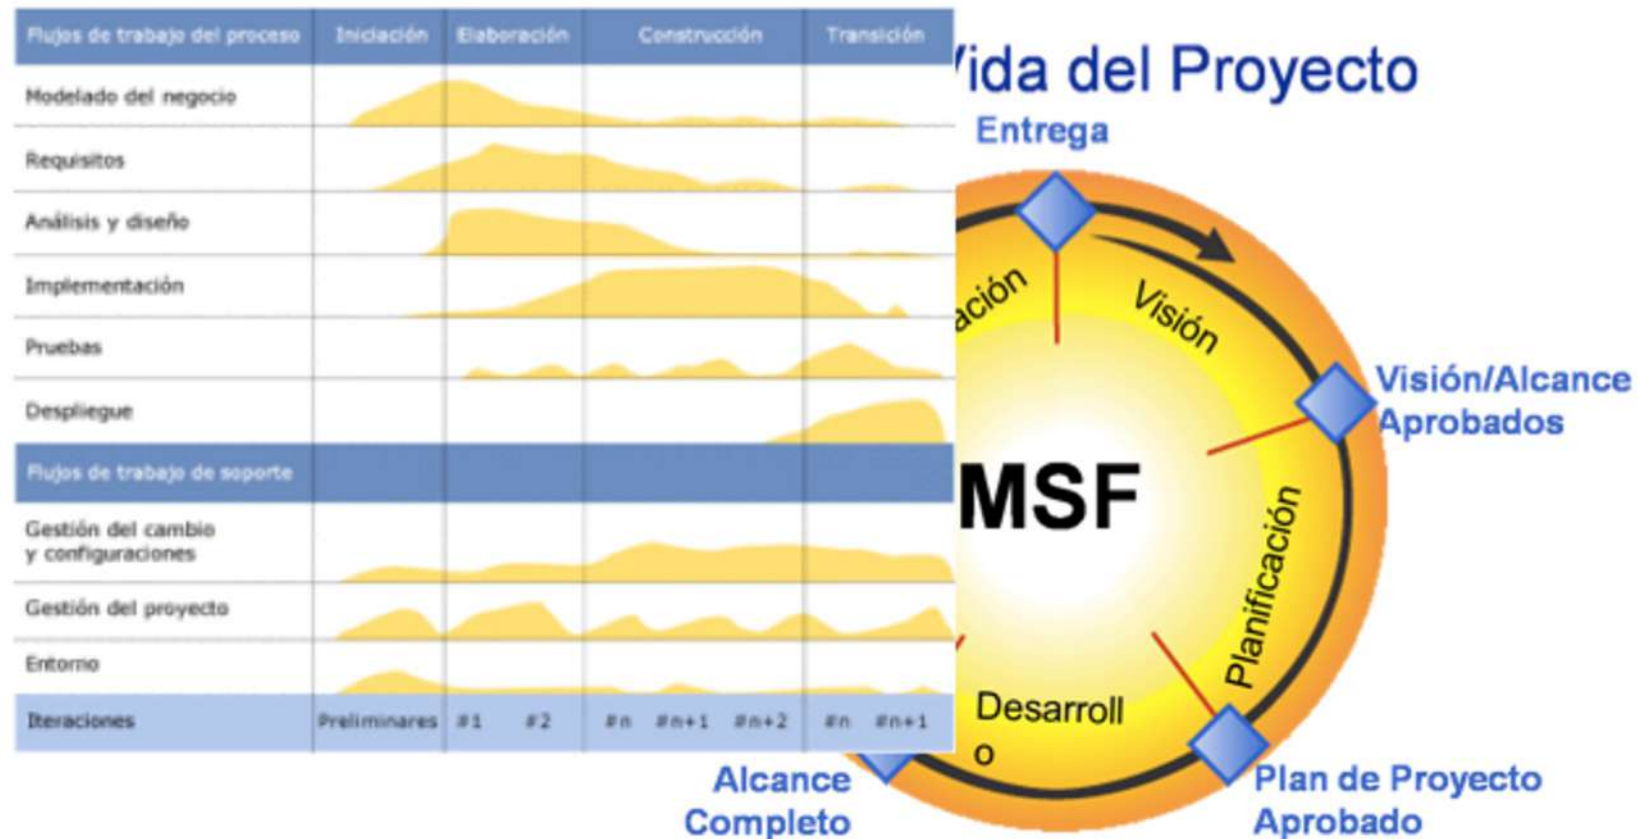 Flujos de trabajo del proceso Iniciación Elaboración Construcción Transición
Modelado del negocio
Requisitos
Análisis y diseño
Implementación
Pruebas
Despliegue
Flujos de trabajo de soporte
Gestión del cambio
y configuraciones
Gestión del proyecto
Entorno
Iteraciones Preliminares #1 #2 #n #n+1 #n+2 #n #n+1
ida del Proyecto
Entrega
ación
Visión
Visión/Alcance
Aprobados
MSF
Planificación
Desarroll
o
Alcance
Completo
Plan de Proyecto
Aprobado